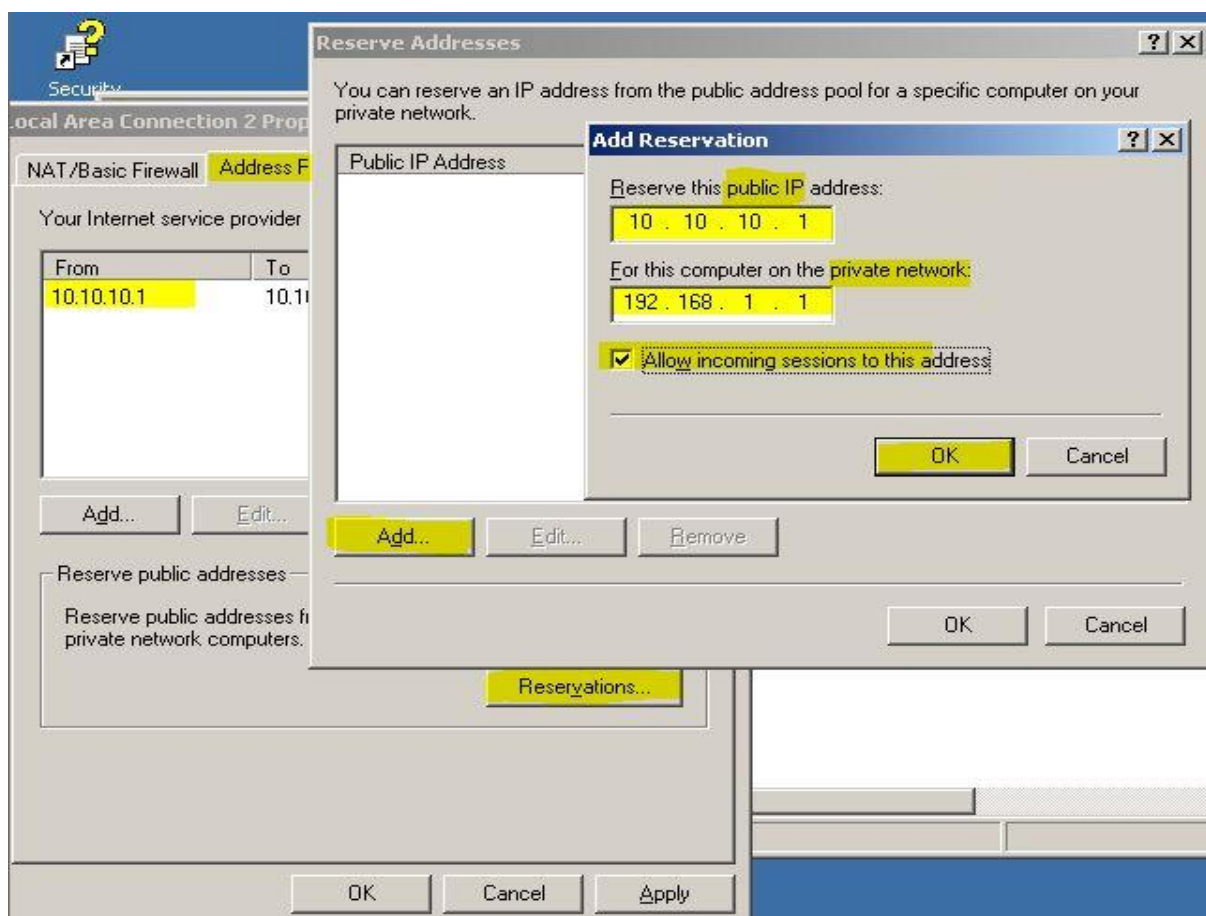 Security
Local Area Connection 2 Prop
NAT/Basic Firewall
Address
Your Internet service provider
From
To
10.10.10.1
10.1
Add...
Edit...
Reserve public addresses
Reserve public addresses
private network computers.
Reservations...
OK
Cancel
Apply
Reserve Addresses
You can reserve an IP address from the public address pool for a specific computer on your
private network.
Public IP Address
Add...
Edit...
Remove
OK
Cancel
Add Reservation
Reserve this public IP address:
10 . 10 . 10 . 1
For this computer on the private network:
192 . 168 . 1 . 1
Allow incoming sessions to this address
OK
Cancel